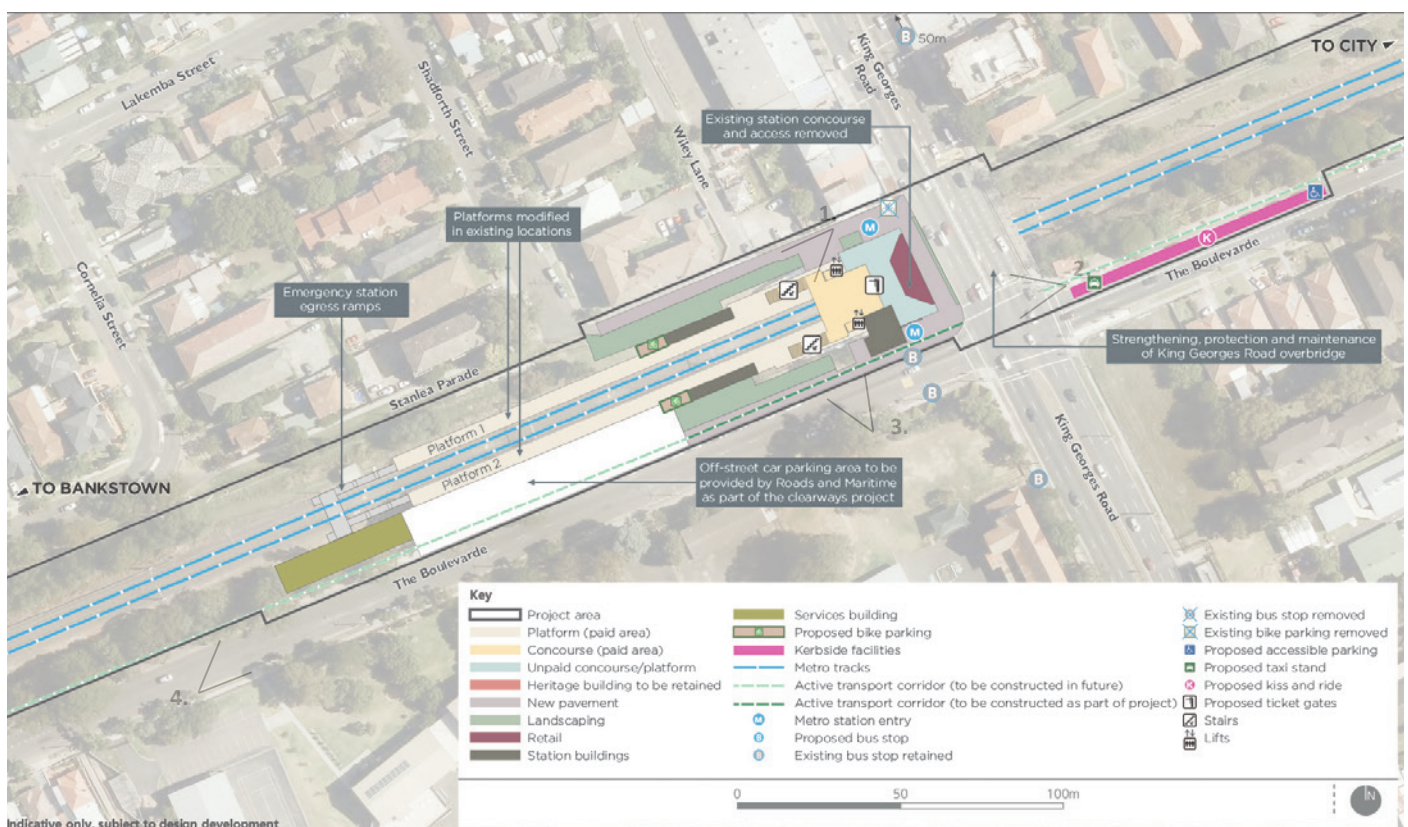 TO CITY
B 50m
King Georges
Road
Lakemba Street
Shadforth Street
Wiley Lane
Existing station concourse
and access removed
Platforms modified
in existing locations
1.
M
Cornelia Street
Emergency station
egress ramps
K
2.
The Boulevarde
Strengthening, protection and maintenance
of King Georges Road overbridge
M
B
B
Stanlea Parade
3.
Platform 1
Platform 2
King Georges Road
B
Off-street car parking area to be
provided by Roads and Maritime
as part of the clearways project
TO BANKSTOWN
The Boulevarde
4.
Key
Project area
Platform (paid area)
Concourse (paid area)
Unpaid concourse/platform
Heritage building to be retained
New pavement
Landscaping
Retail
Station buildings
Services building
Proposed bike parking
Kerbside facilities
Metro tracks
Active transport corridor (to be constructed in future)
Active transport corridor (to be constructed as part of project)
M Metro station entry
B Proposed bus stop
B Existing bus stop retained
Existing bus stop removed
Existing bike parking removed
Proposed accessible parking
Proposed taxi stand
K Proposed kiss and ride
Proposed ticket gates
Stairs
Lifts
0 50 100m
N
Indicative only, subject to design development